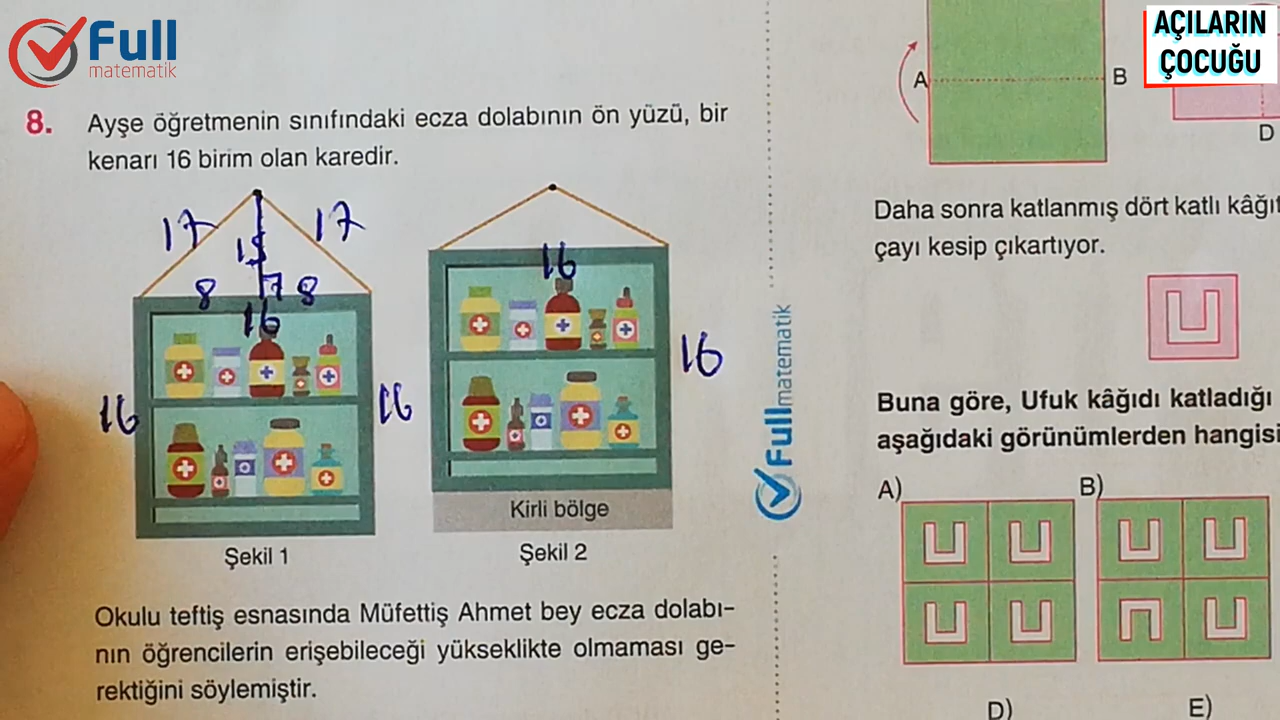 Full
matematik
AÇILARIN
ÇOCUĞU
8. Ayşe öğretmenin sınıfındaki ecza dolabının ön yüzü, bir
kenarı 16 birim olan karedir.
17
17
15
8
8
16
16
16
Şekil 1
16
16
Kirli bölge
Şekil 2
Okulu teftiş esnasında Müfettiş Ahmet bey ecza dolabı-
nın öğrencilerin erişebileceği yükseklikte olmaması ge-
rektiğini söylemiştir.
Fullmatematik
A
B
D
Daha sonra katlanmış dört katlı kâğıt
çayı kesip çıkartıyor.
Buna göre, Ufuk kâğıdı katladığı
aşağıdaki görünümlerden hangisi
A)
B)
D)
E)